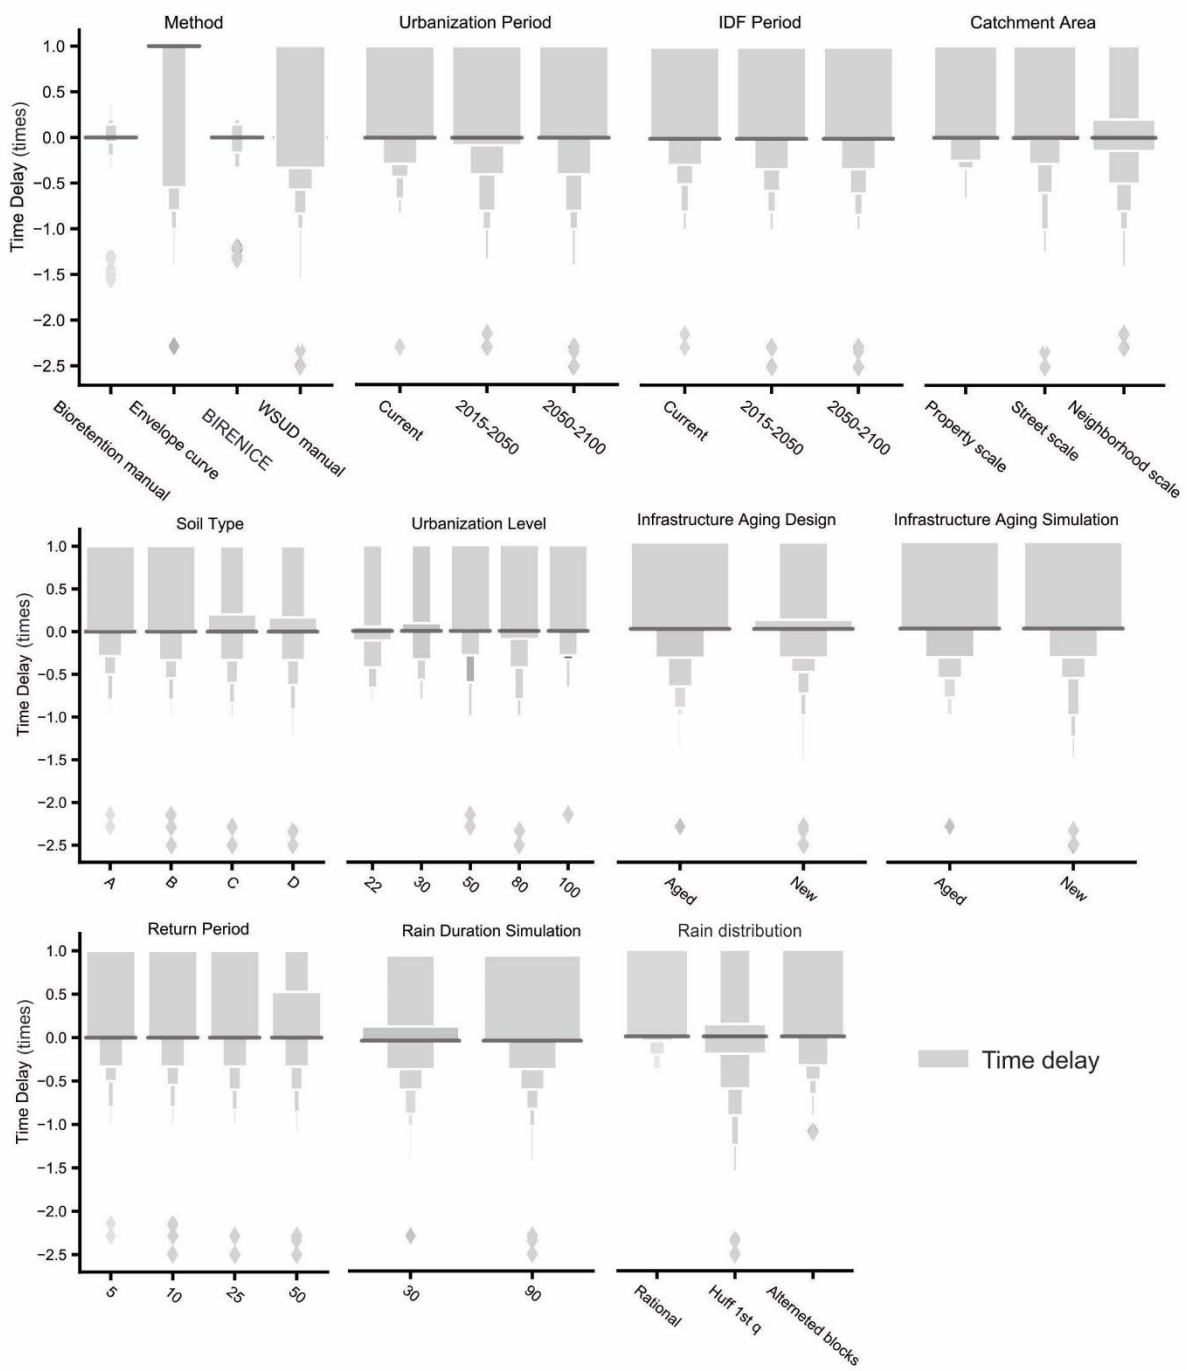 Method
Urbanization Period
IDF Period
Catchment Area
Time Delay (times)
1.0
0.5
0.0
−0.5
−1.0
−1.5
−2.0
−2.5
Bioretention manual
Envelope curve
BIRENICE
WSUD manual
Current
2015-2050
2050-2100
Current
2015-2050
2050-2100
Property scale
Street scale
Neighborhood scale
Soil Type
Urbanization Level
Infrastructure Aging Design
Infrastructure Aging Simulation
Time Delay (times)
1.0
0.5
0.0
−0.5
−1.0
−1.5
−2.0
−2.5
A
B
C
D
22
30
50
80
100
Aged
New
Aged
New
Return Period
Rain Duration Simulation
Rain distribution
Time Delay (times)
1.0
0.5
0.0
−0.5
−1.0
−1.5
−2.0
−2.5
5
10
25
50
30
90
Rational
Huff 1st q
Alterneted blocks
Time delay